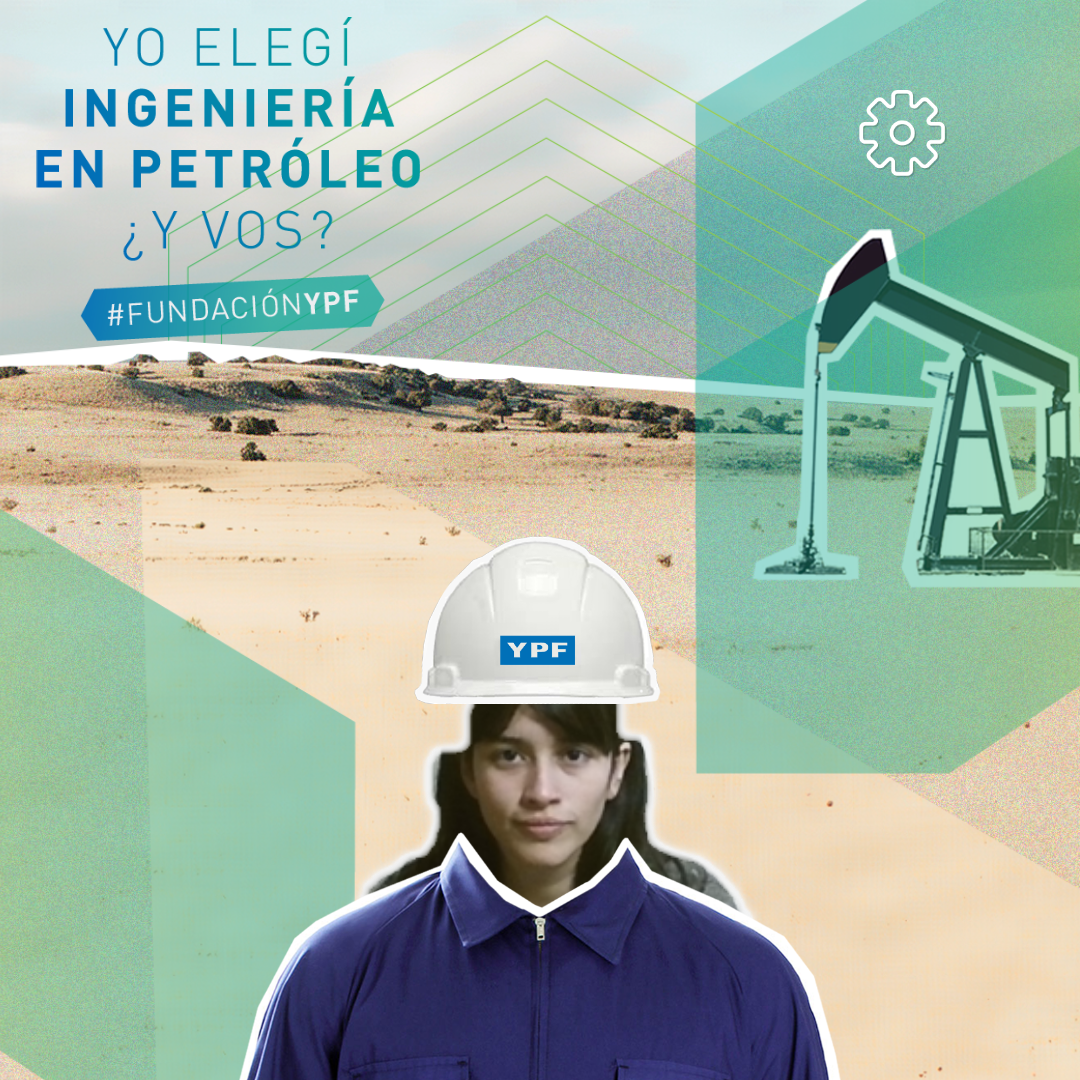 YO ELEGÍ
INGENIERÍA
EN PETRÓLEO
¿Y VOS?
#FUNDACIÓNYPF
YPF